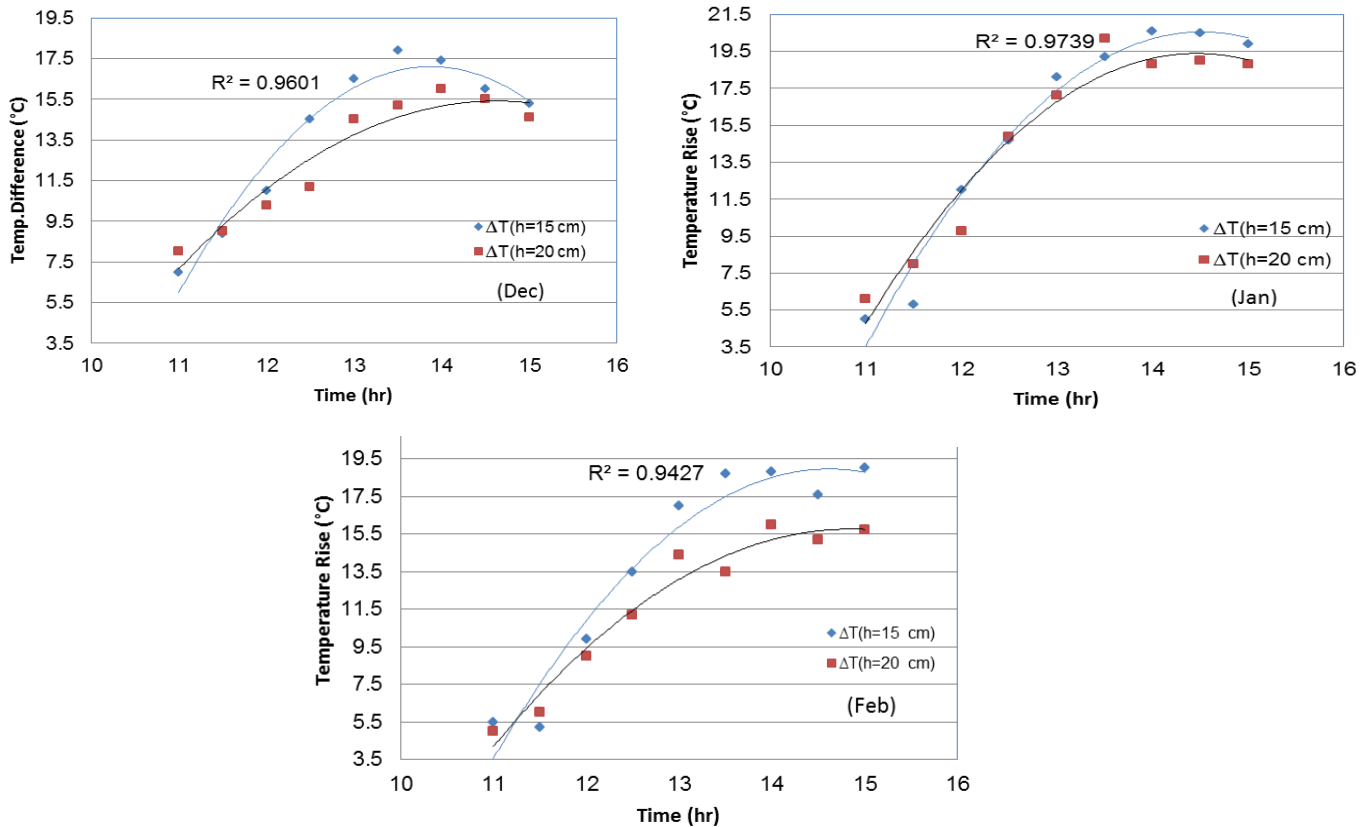 19.5
17.5
15.5
13.5
11.5
9.5
7.5
5.5
3.5
Temp.Difference (°C)
R² = 0.9601
ΔT(h=15 cm)
ΔT(h=20 cm)
(Dec)
10 11 12 13 14 15 16
Time (hr)
21.5
19.5
17.5
15.5
13.5
11.5
9.5
7.5
5.5
3.5
Temperature Rise (°C)
R² = 0.9739
ΔT(h=15 cm)
ΔT(h=20 cm)
(Jan)
10 11 12 13 14 15 16
Time (hr)
19.5
17.5
15.5
13.5
11.5
9.5
7.5
5.5
3.5
Temperature Rise (°C)
R² = 0.9427
ΔT(h=15 cm)
ΔT(h=20 cm)
(Feb)
10 11 12 13 14 15 16
Time (hr)